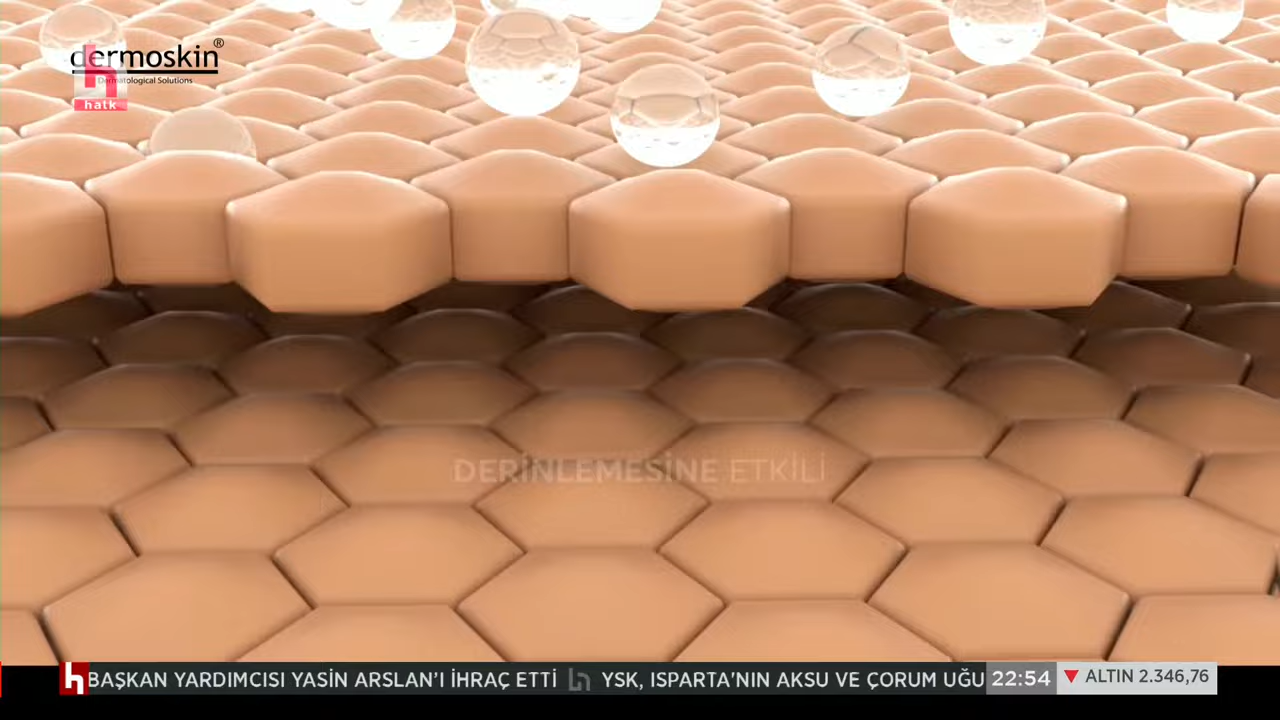 dermoskin®
Dermatological Solutions
halk
DERİNLEMESİNE ETKİLİ
BAŞKAN YARDIMCISI YASİN ARSLAN'I İHRAÇ ETTİ YSK, ISPARTA'NIN AKSU VE ÇORUM UĞU 22:54 ALTIN 2.346,76